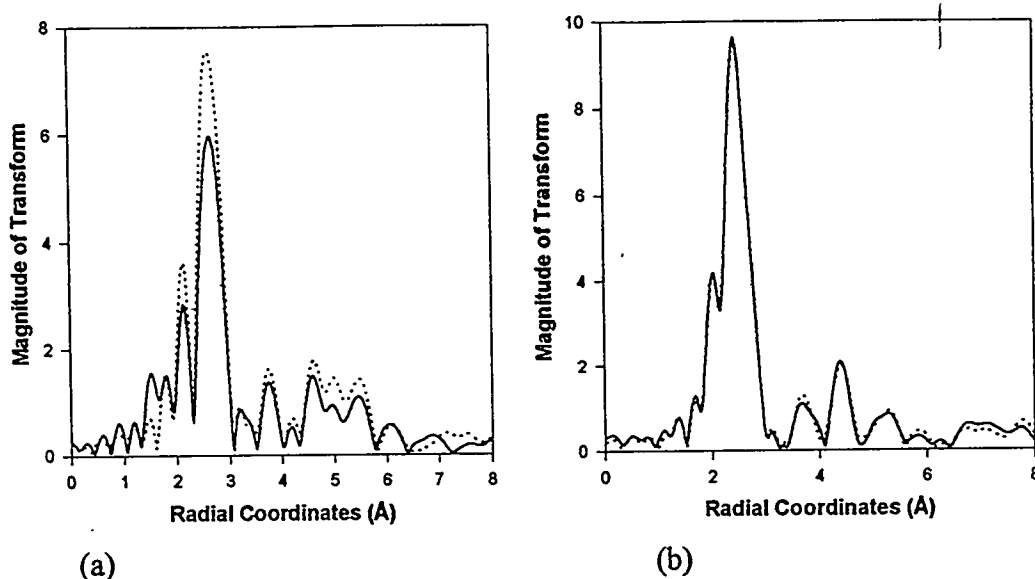 8
6
4
2
0
Magnitude of Transform
0 1 2 3 4 5 6 7 8
Radial Coordinates (Å)
(a)
10
8
6
4
2
0
Magnitude of Transform
0 2 4 6 8
Radial Coordinates (Å)
(b)